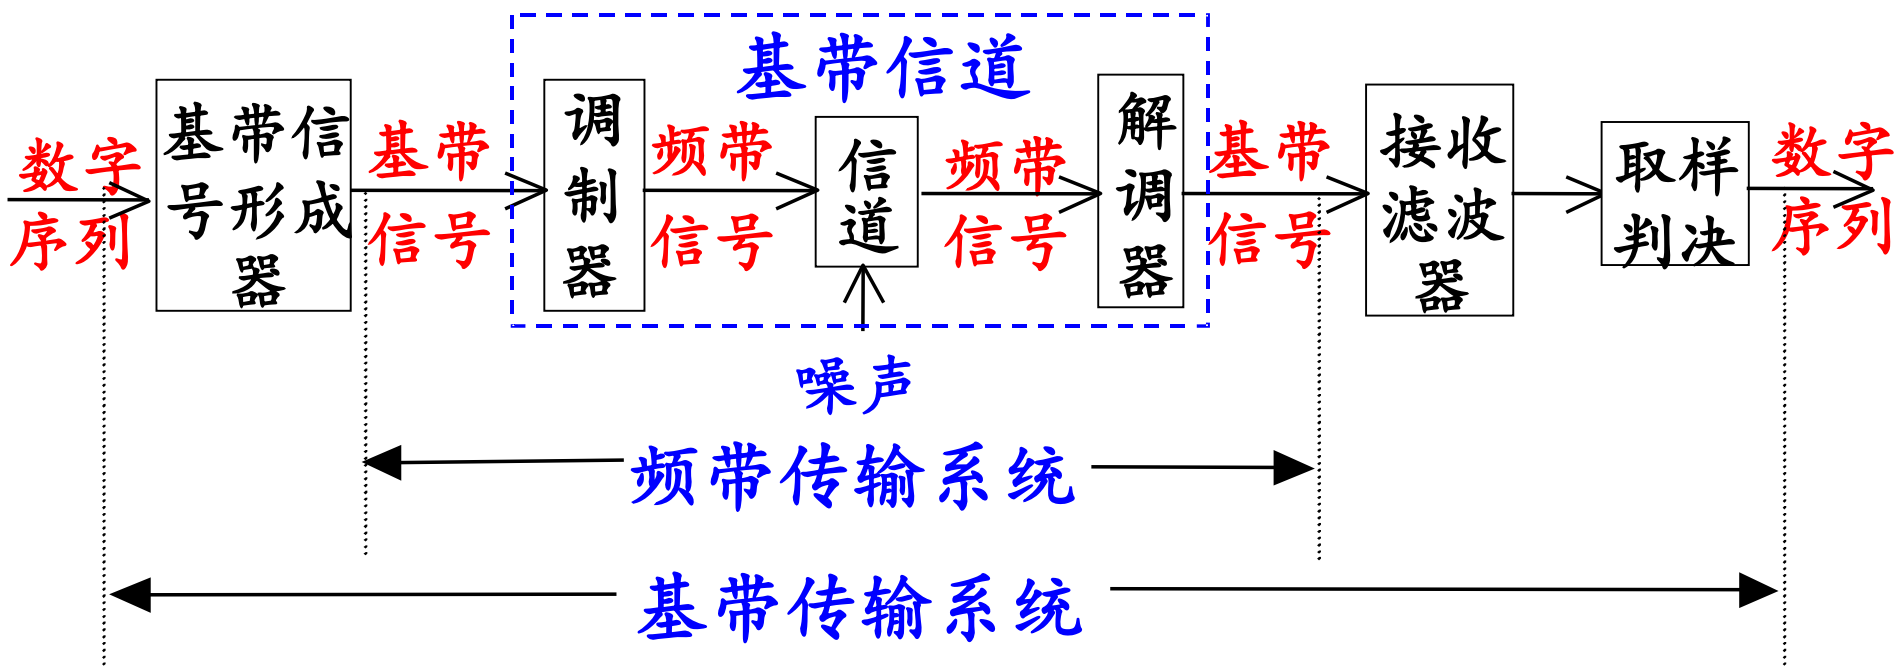 基带信道
数字
序列
基带信
号形成
器
基带
信号
调
制
器
频带
信号
信
道
频带
信号
解
调
器
基带
信号
接收
滤波
器
取样
判决
数字
序列
噪声
频带传输系统
基带传输系统